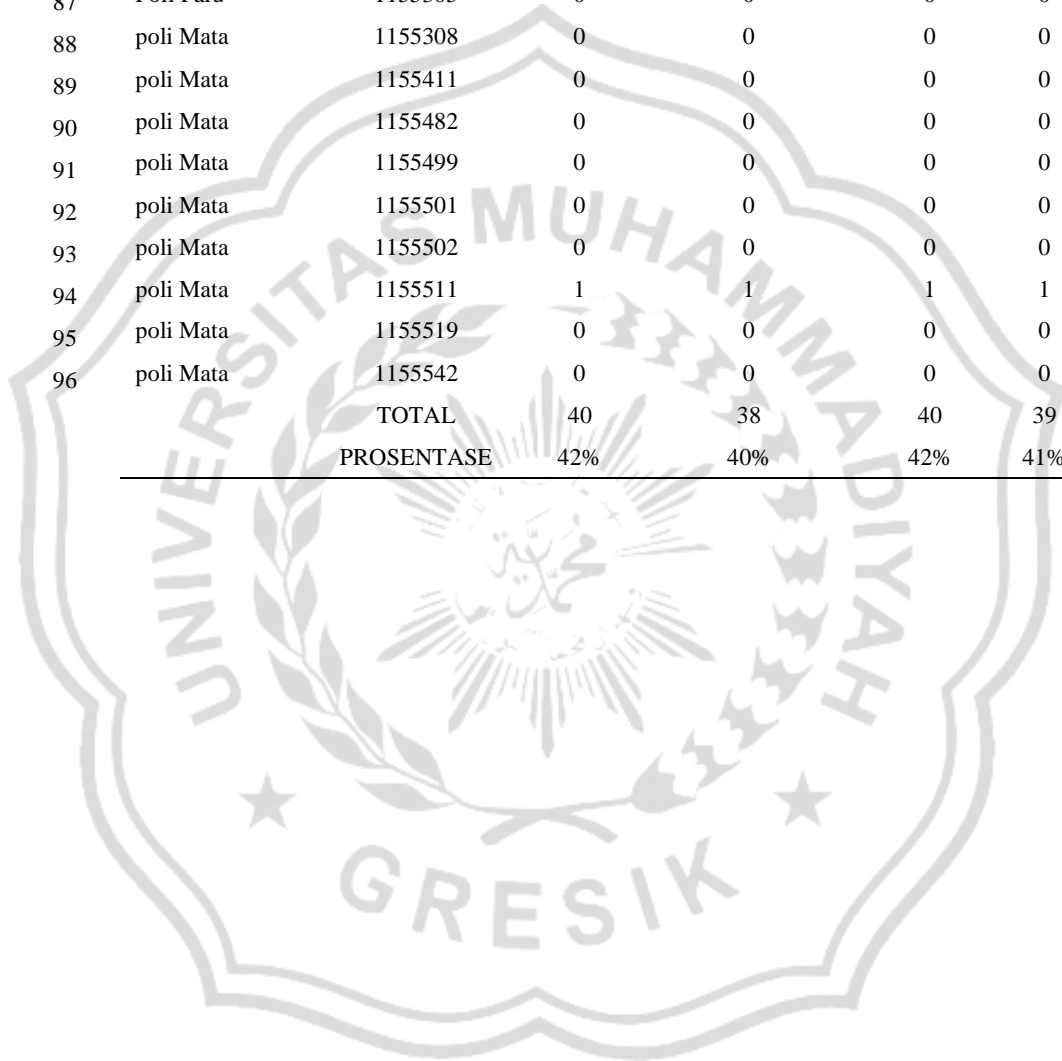 87
88 poli Mata 1155308 0 0 0 0
89 poli Mata 1155411 0 0 0 0
90 poli Mata 1155482 0 0 0 0
91 poli Mata 1155499 0 0 0 0
92 poli Mata 1155501 0 0 0 0
93 poli Mata 1155502 0 0 0 0
94 poli Mata 1155511 1 1 1 1
95 poli Mata 1155519 0 0 0 0
96 poli Mata 1155542 0 0 0 0
TOTAL 40 38 40 39
PROSENTASE 42% 40% 42% 41%
UNIVERSITAS MUHAMMADIYAH
محمد
GRESIK